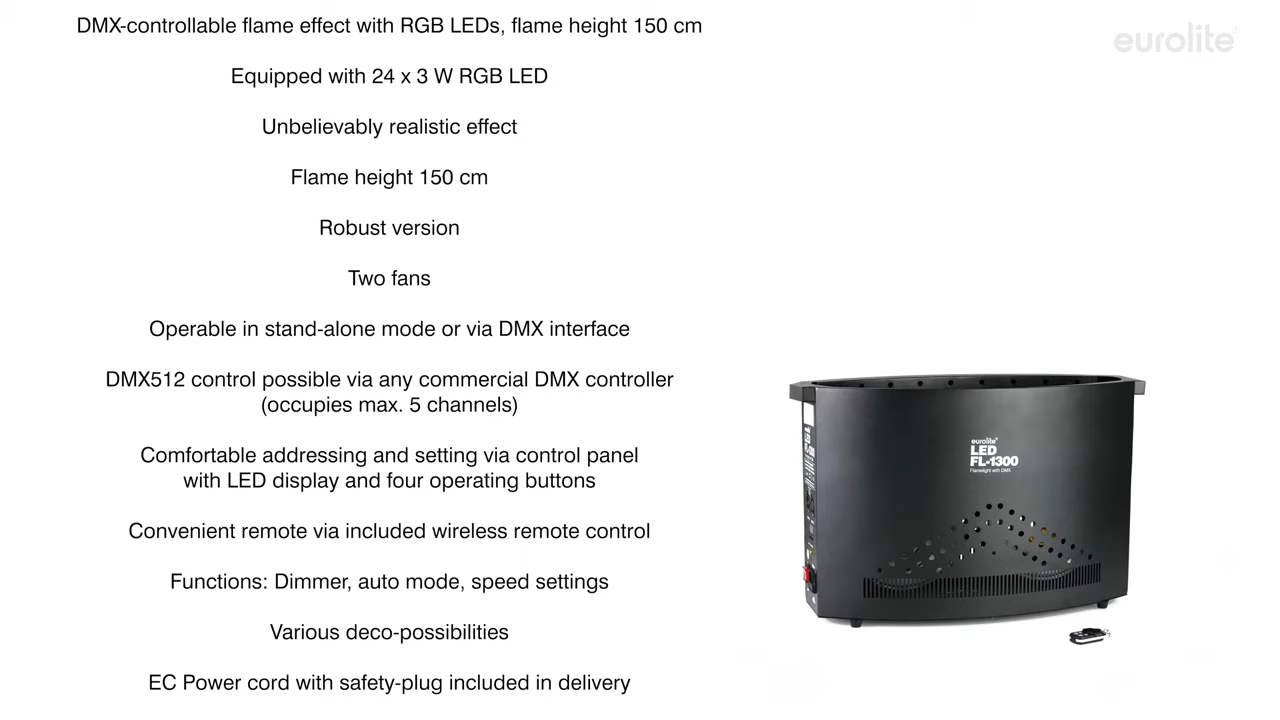 DMX-controllable flame effect with RGB LEDs, flame height 150 cm
eurolite®
Equipped with 24 x 3 W RGB LED
Unbelievably realistic effect
Flame height 150 cm
Robust version
Two fans
Operable in stand-alone mode or via DMX interface
DMX512 control possible via any commercial DMX controller
(occupies max. 5 channels)
Comfortable addressing and setting via control panel
with LED display and four operating buttons
Convenient remote via included wireless remote control
Functions: Dimmer, auto mode, speed settings
Various deco-possibilities
EC Power cord with safety-plug included in delivery
eurolite®
LED
FL-1300
Flamelight with DMX